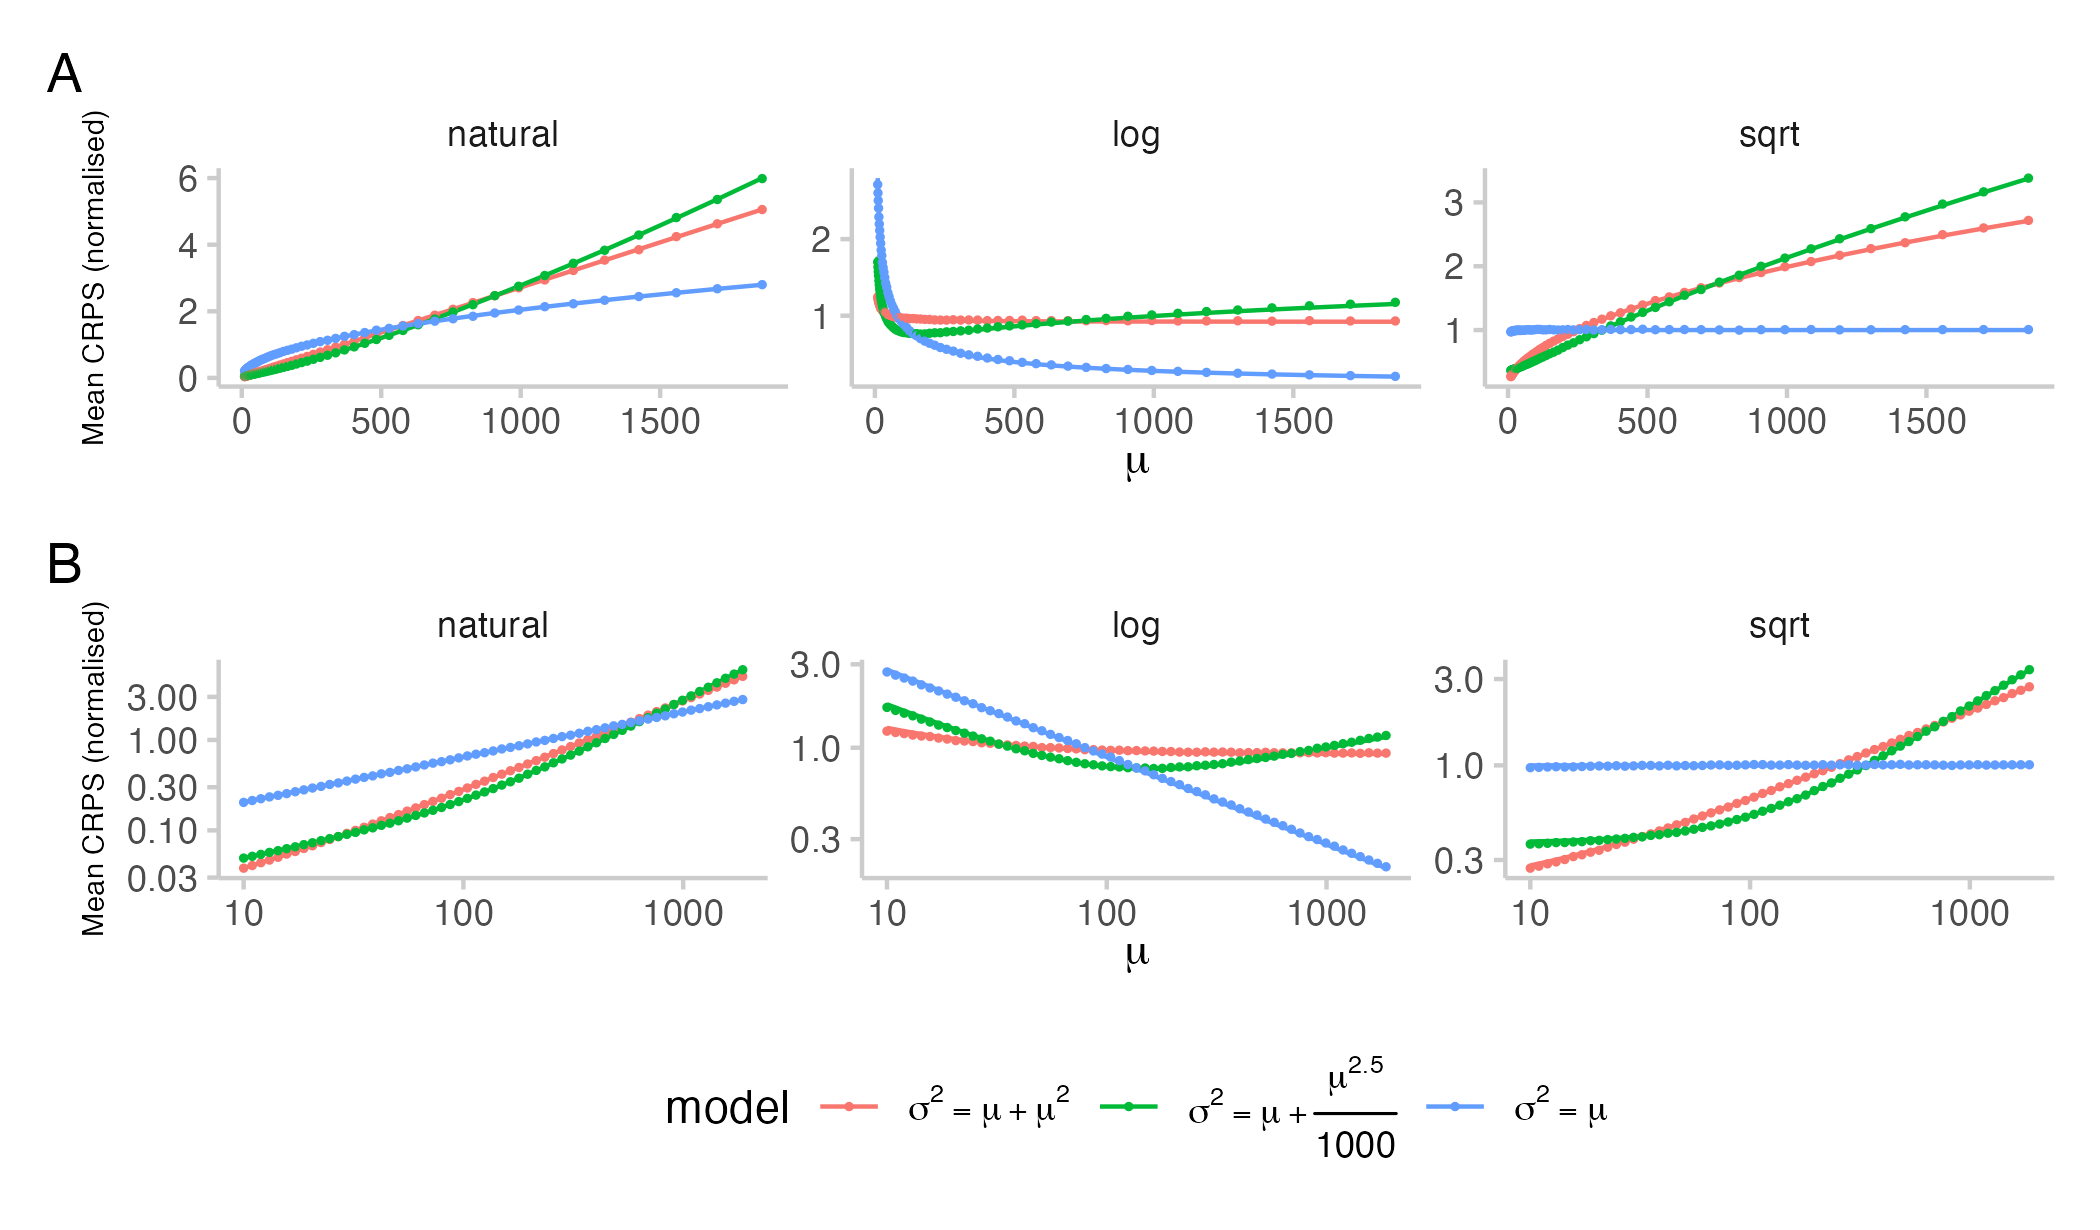 A
Mean CRPS (normalised)
natural
log
sqrt
6
4
2
0
0 500 1000 1500
2
1
0 500 1000 1500
3
2
1
0 500 1000 1500
μ
B
Mean CRPS (normalised)
natural
log
sqrt
3.00
1.00
0.30
0.10
0.03
10 100 1000
3.0
1.0
0.3
10 100 1000
3.0
1.0
0.3
10 100 1000
μ
model
σ² = μ + μ²
σ² = μ + μ^2.5 / 1000
σ² = μ